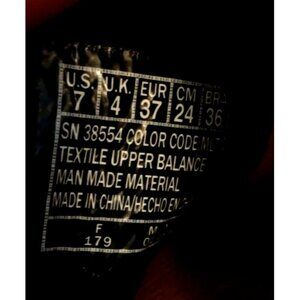 U.S. U.K. EUR CM
7 4 37 24 36
SN 38554 COLOR CODE
TEXTILE UPPER BALANCE
MAN MADE MATERIAL
MADE IN CHINA/HECHO EN
F M
179